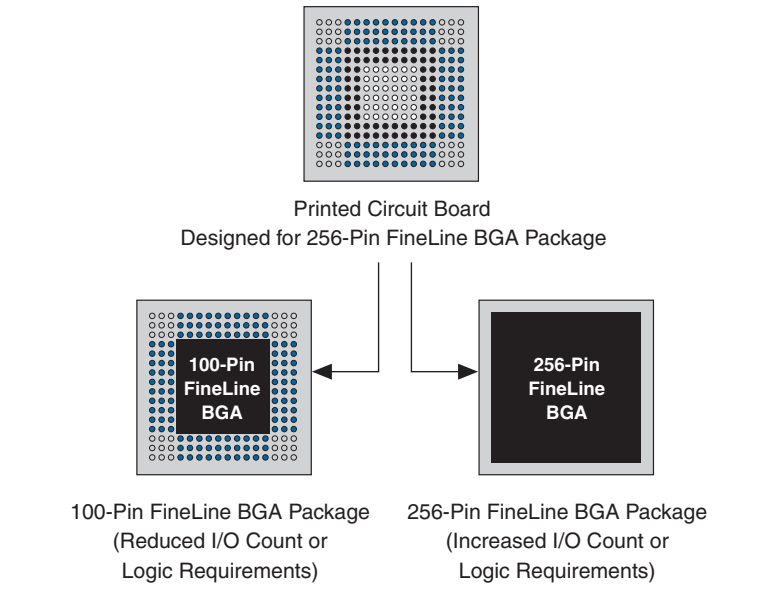 Printed Circuit Board
Designed for 256-Pin FineLine BGA Package
100-Pin
FineLine
BGA
256-Pin
FineLine
BGA
100-Pin FineLine BGA Package
(Reduced I/O Count or
Logic Requirements)
256-Pin FineLine BGA Package
(Increased I/O Count or
Logic Requirements)